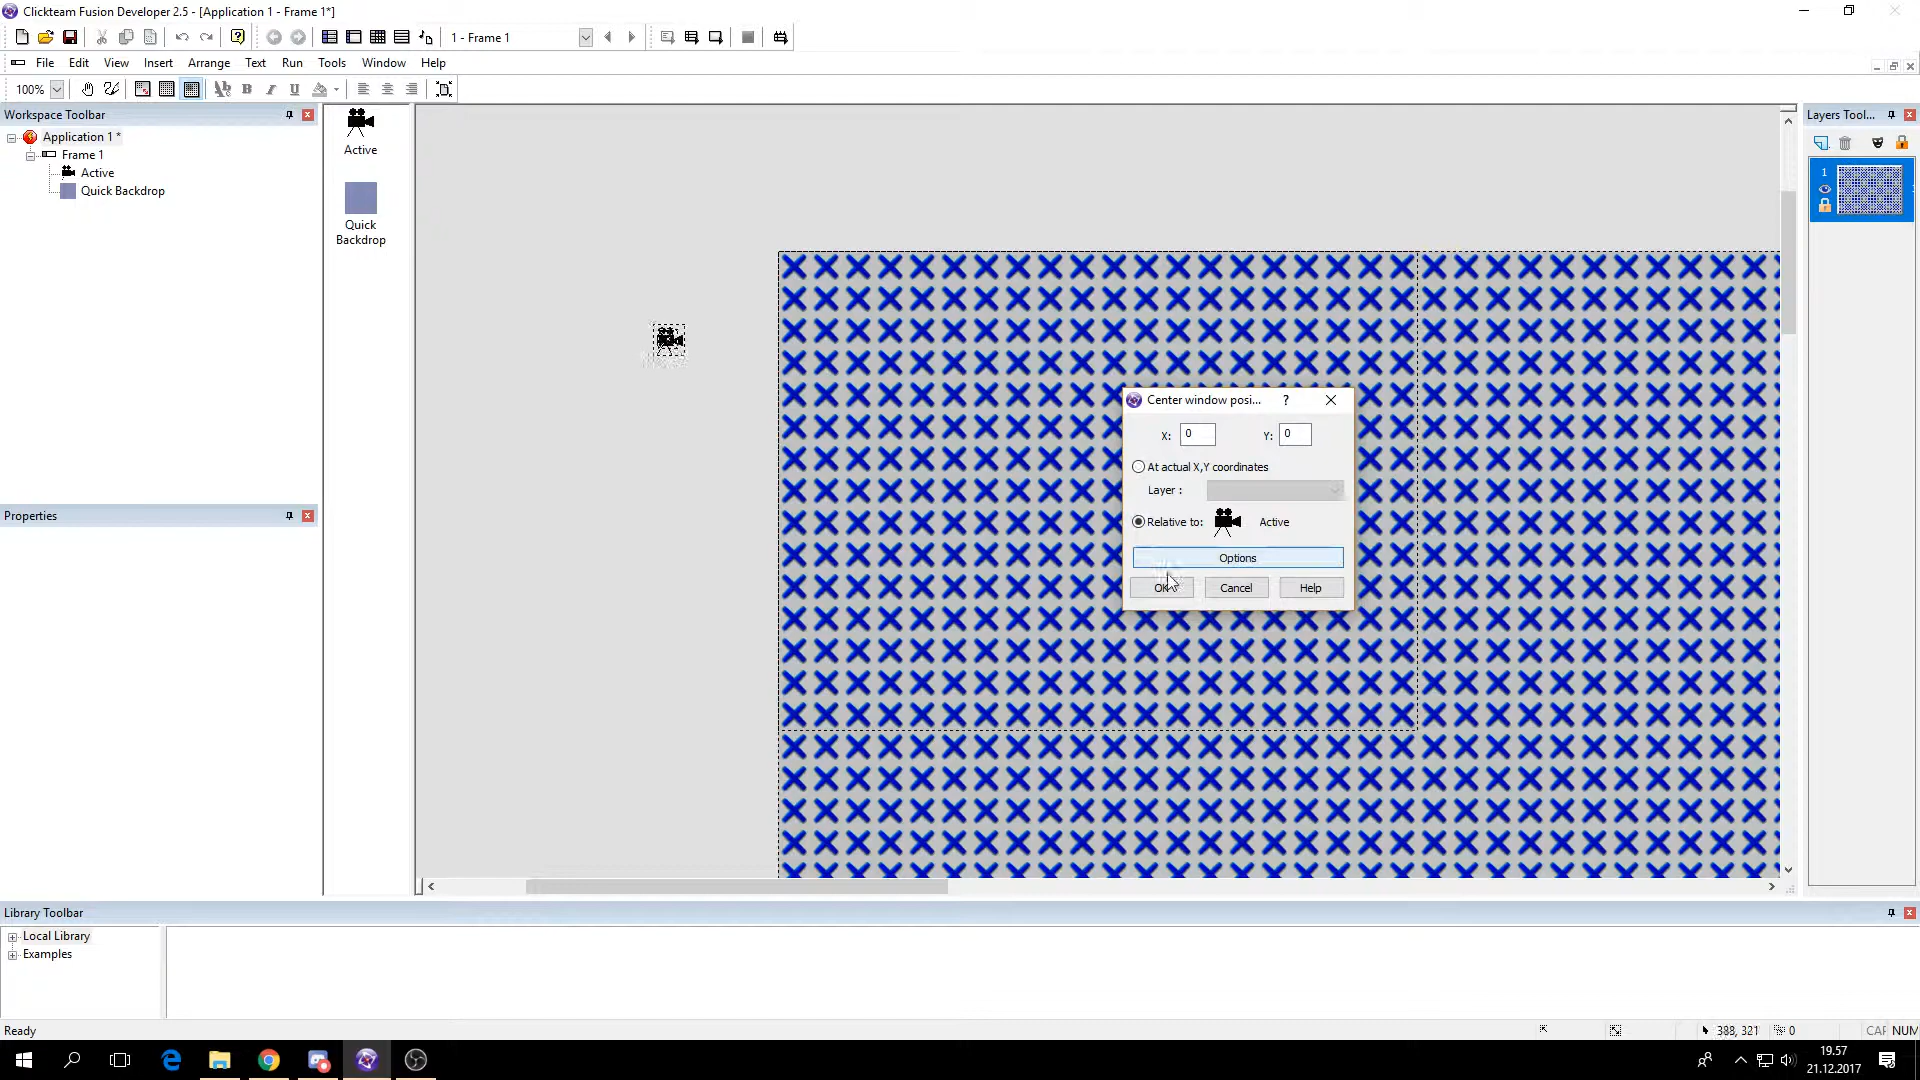 Clickteam Fusion Developer 2.5 - [Application 1 - Frame 1*]
1 - Frame 1
File Edit View Insert Arrange Text Run Tools Window Help
100%
Workspace Toolbar
Application 1 *
Frame 1
Active
Quick Backdrop
Properties
Active
Quick
Backdrop
Layers Tool...
1
Center window posi... ?
X: 0 Y: 0
At actual X,Y coordinates
Layer :
Relative to: Active
Options
OK Cancel Help
Library Toolbar
Local Library
Examples
Ready
388, 321
0
CAP NUM
19.57
21.12.2017